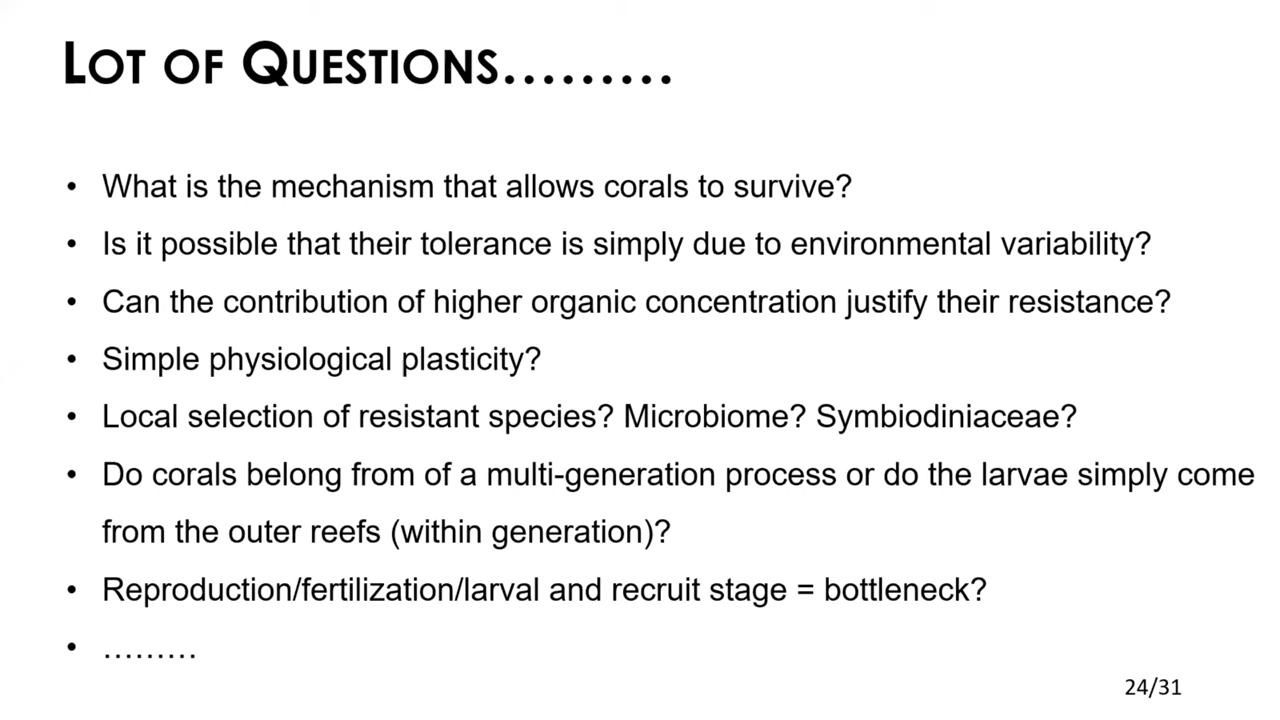 LOT OF QUESTIONS.........
• What is the mechanism that allows corals to survive?
• Is it possible that their tolerance is simply due to environmental variability?
• Can the contribution of higher organic concentration justify their resistance?
• Simple physiological plasticity?
• Local selection of resistant species? Microbiome? Symbiodiniaceae?
• Do corals belong from of a multi-generation process or do the larvae simply come
from the outer reefs (within generation)?
• Reproduction/fertilization/larval and recruit stage = bottleneck?
• .........
24/31